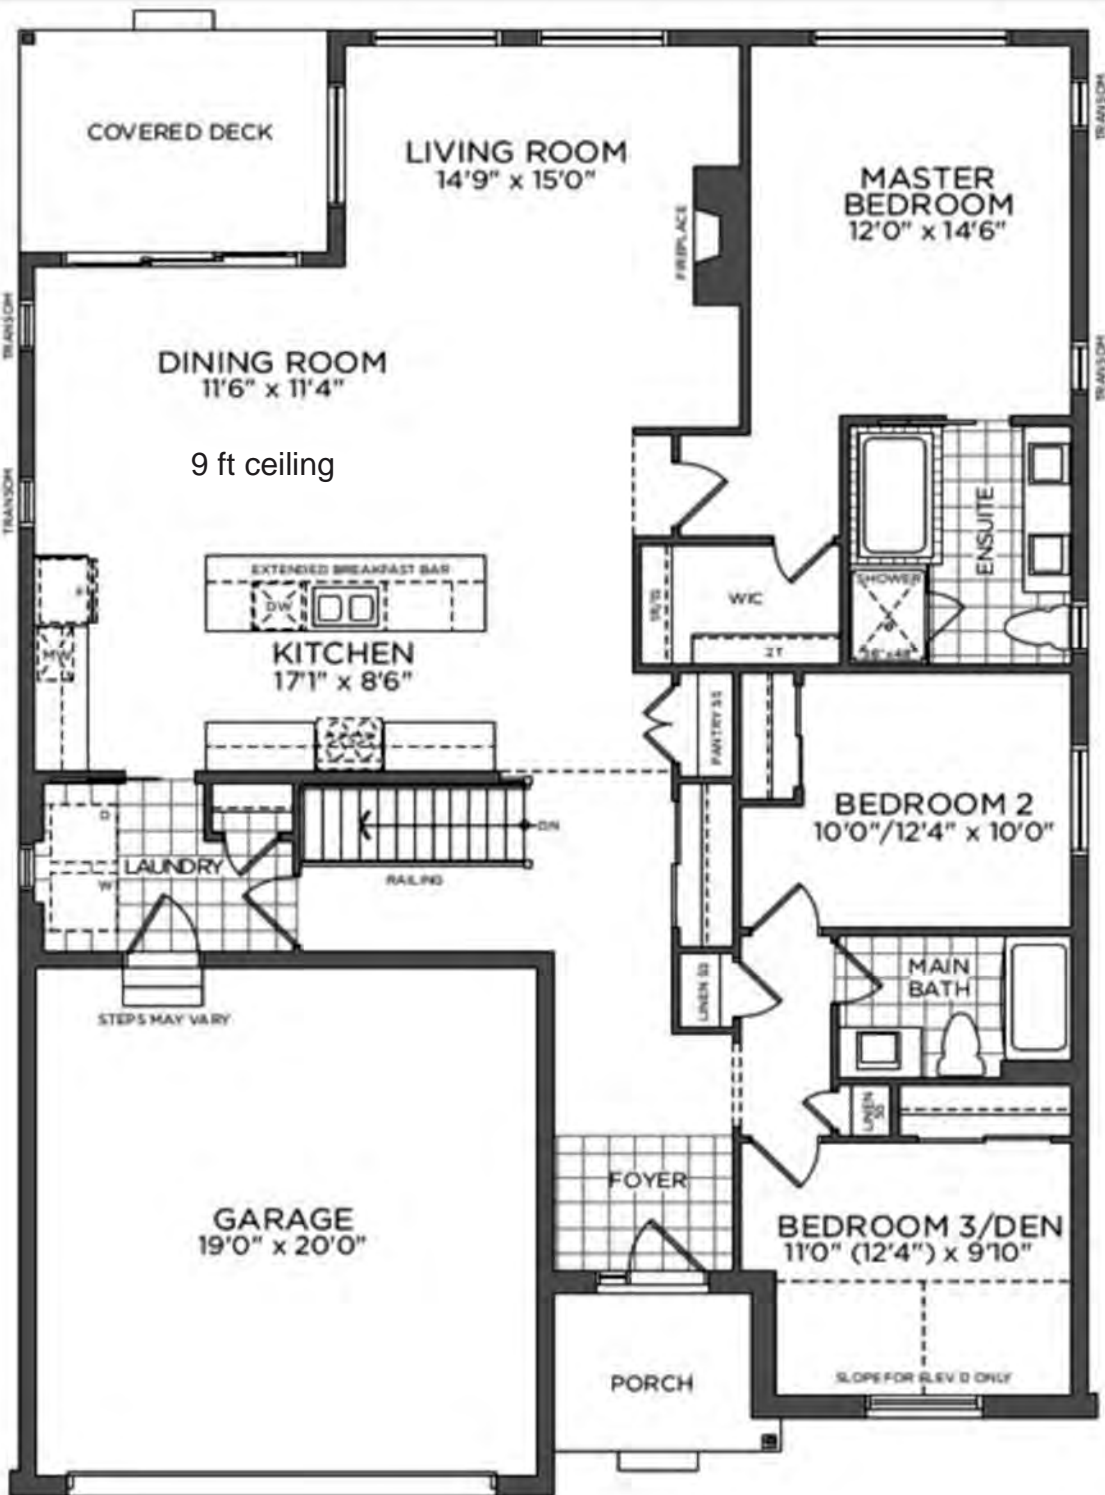 COVERED DECK
LIVING ROOM
14'9" x 15'0"
FIREPLACE
MASTER
BEDROOM
12'0" x 14'6"
TRANSOM
TRANSOM
TRANSOM
TRANSOM
DINING ROOM
11'6" x 11'4"
9 ft ceiling
EXTENDED BREAKFAST BAR
DW
MW
KITCHEN
17'1" x 8'6"
WIC
2T
ENSUITE
SHOWER
PANTRY SS
BEDROOM 2
10'0"/12'4" x 10'0"
D
W
LAUNDRY
DN
RAILING
STEPS MAY VARY
LINEN SS
MAIN
BATH
LINEN
SS
FOYER
GARAGE
19'0" x 20'0"
BEDROOM 3/DEN
11'0" (12'4") x 9'10"
SLOPE FOR ELEV D ONLY
PORCH